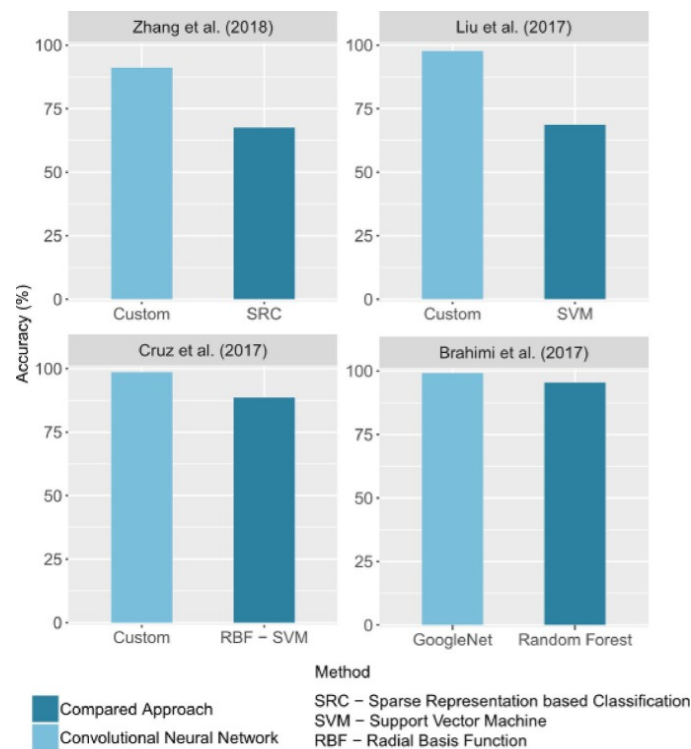 Zhang et al. (2018)
Liu et al. (2017)
100
75
50
25
0
Custom
SRC
100
75
50
25
0
Custom
SVM
Accuracy (%)
Cruz et al. (2017)
Brahimi et al. (2017)
100
75
50
25
0
Custom
RBF − SVM
100
75
50
25
0
GoogleNet
Random Forest
Compared Approach
Convolutional Neural Network
Method
SRC − Sparse Representation based Classification
SVM − Support Vector Machine
RBF − Radial Basis Function